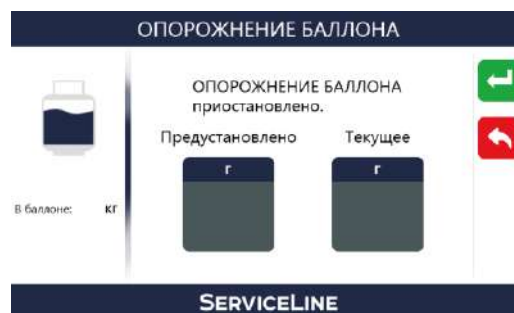 ОПОРОЖНЕНИЕ БАЛЛОНА
ОПОРОЖНЕНИЕ БАЛЛОНА
приостановлено.
Предустановлено Текущее
г г
В баллоне: кг
SERVICELINE